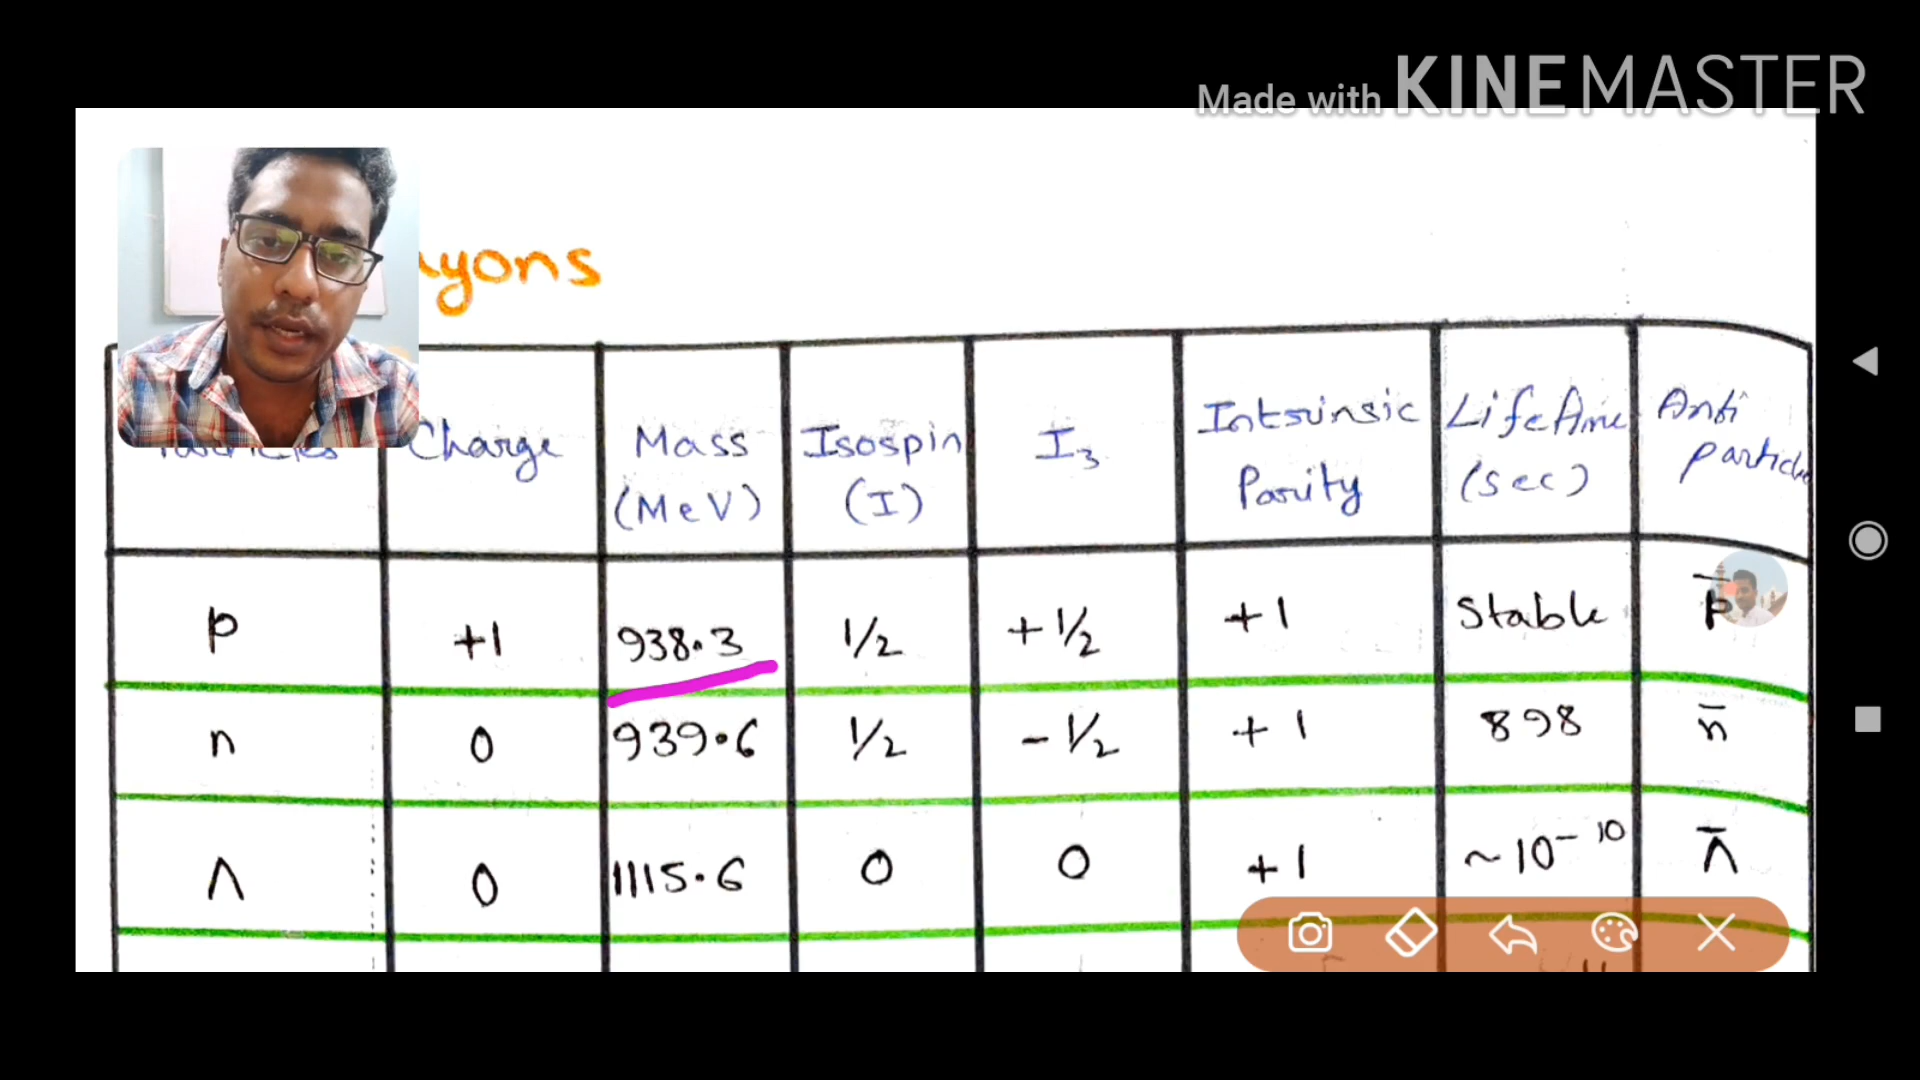 Made with KINEMASTER
yons
Particles
Charge
Mass
(MeV)
Isospin
(I)
I₃
Intrinsic
Parity
Lifetime
(sec)
Anti
particle
p +1 938.3 1/2 +1/2 +1 Stable p̅
n 0 939.6 1/2 -1/2 +1 898 n̅
Λ 0 1115.6 0 0 +1 ~10⁻¹⁰ Λ̅